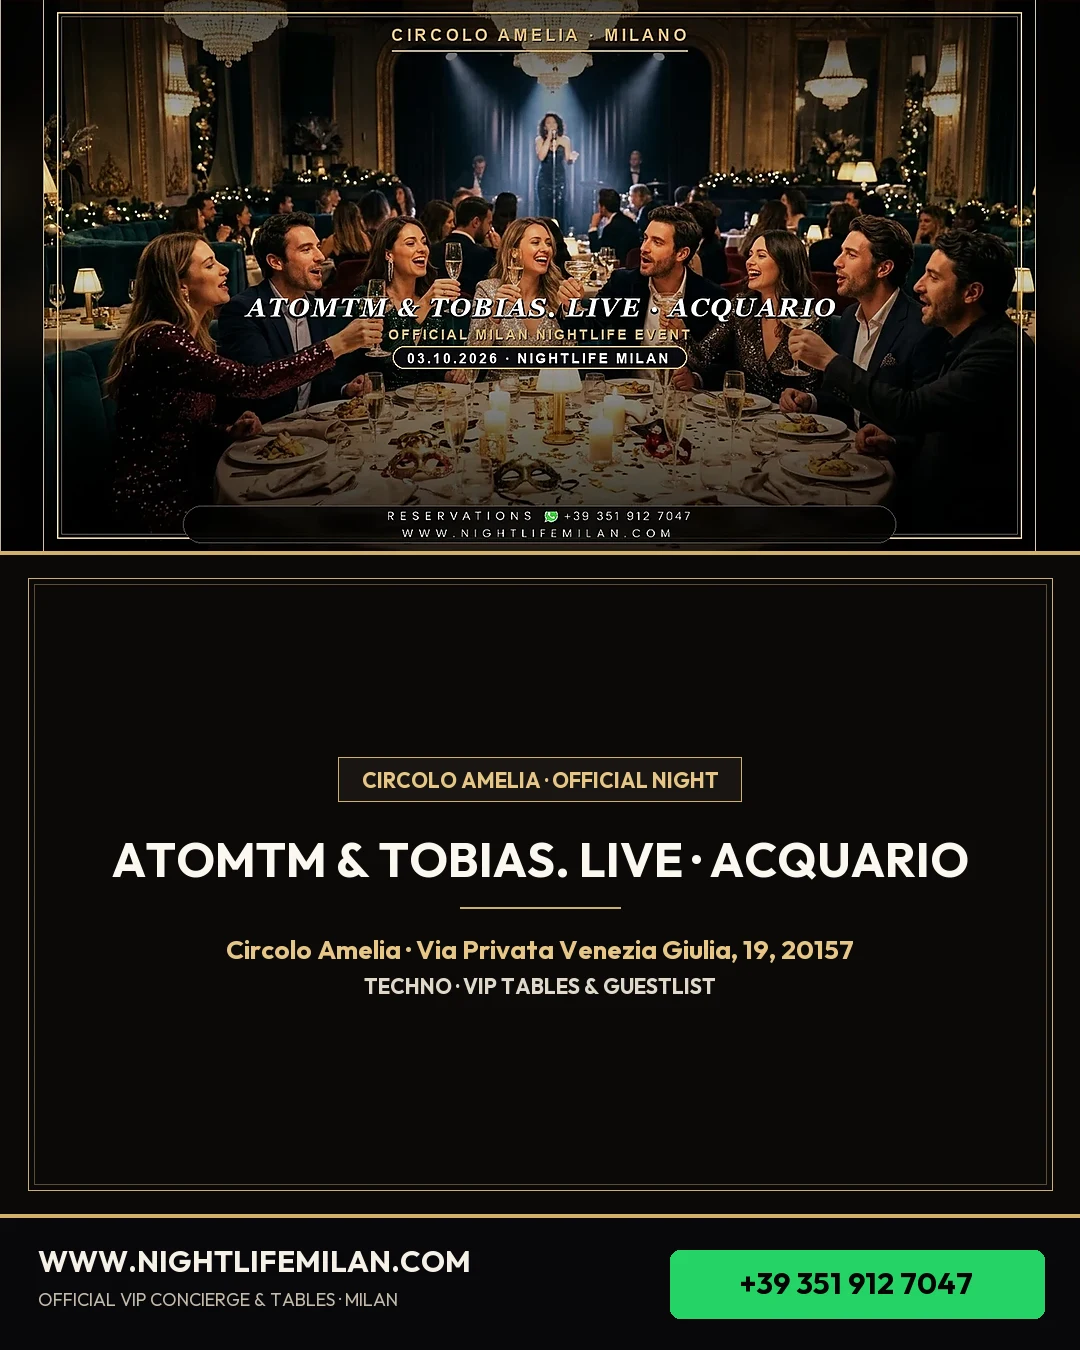 CIRCOLO AMELIA · MILANO
ATOMTM & TOBIAS. LIVE · ACQUARIO
OFFICIAL MILAN NIGHTLIFE EVENT
03.10.2026 · NIGHTLIFE MILAN
RESERVATIONS +39 351 912 7047
WWW.NIGHTLIFEMILAN.COM
CIRCOLO AMELIA · OFFICIAL NIGHT
ATOMTM & TOBIAS. LIVE · ACQUARIO
Circolo Amelia · Via Privata Venezia Giulia, 19, 20157
TECHNO · VIP TABLES & GUESTLIST
WWW.NIGHTLIFEMILAN.COM
OFFICIAL VIP CONCIERGE & TABLES · MILAN
+39 351 912 7047